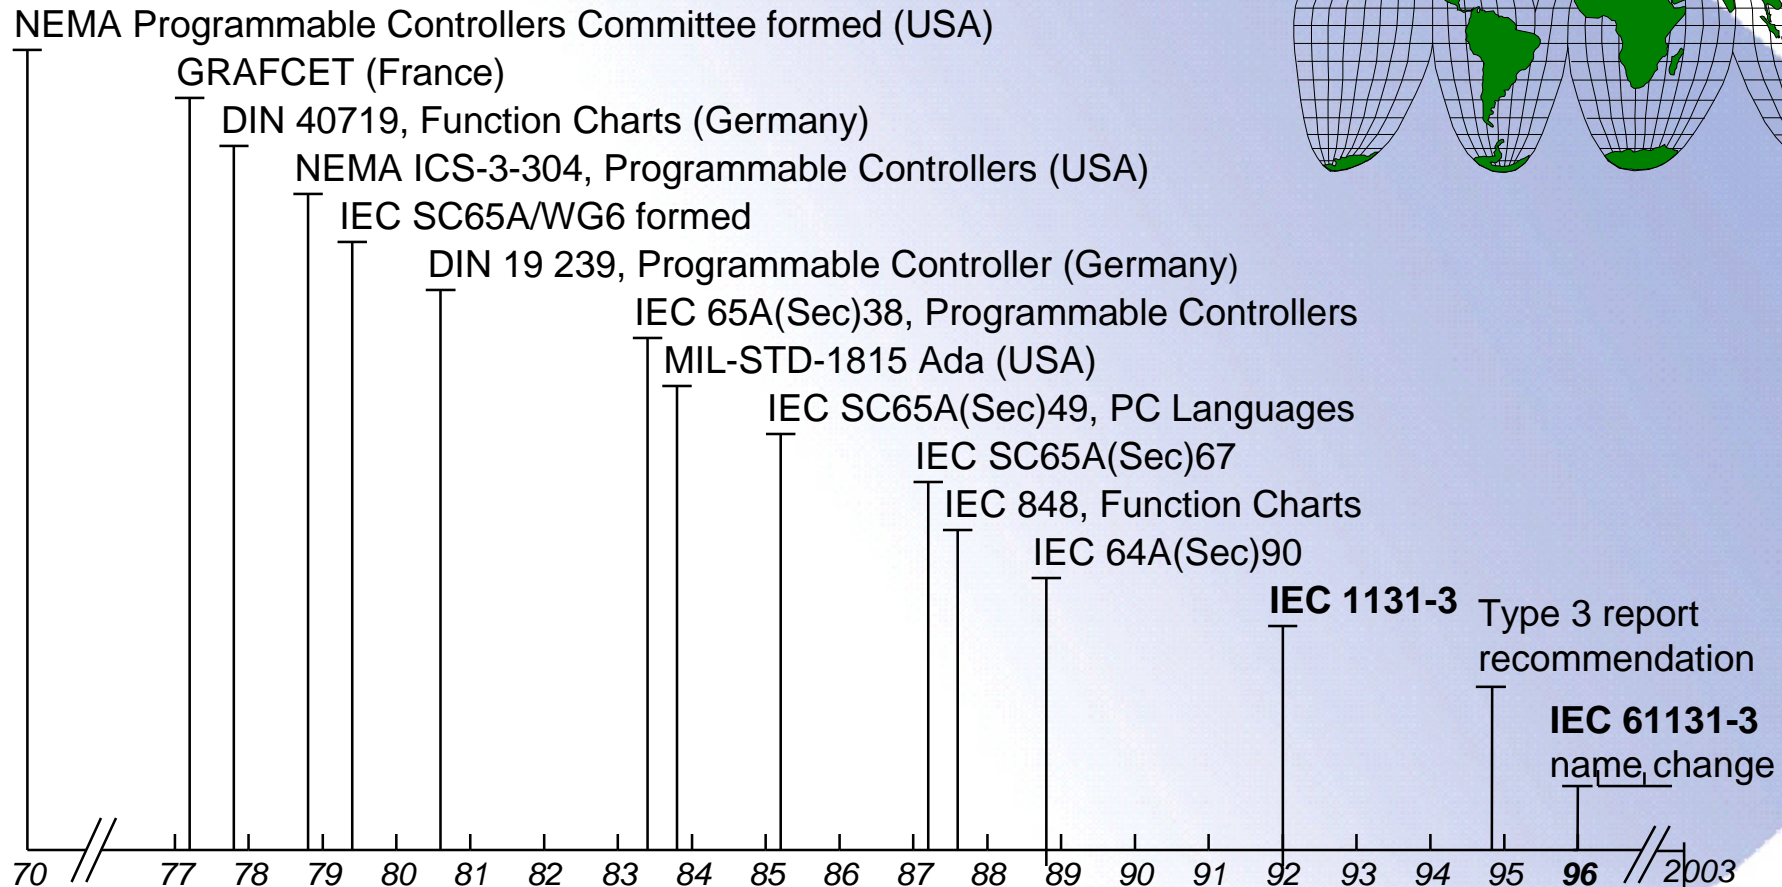 NEMA Programmable Controllers Committee formed (USA)
GRAFCET (France)
DIN 40719, Function Charts (Germany)
NEMA ICS-3-304, Programmable Controllers (USA)
IEC SC65A/WG6 formed
DIN 19 239, Programmable Controller (Germany)
IEC 65A(Sec)38, Programmable Controllers
MIL-STD-1815 Ada (USA)
IEC SC65A(Sec)49, PC Languages
IEC SC65A(Sec)67
IEC 848, Function Charts
IEC 64A(Sec)90
IEC 1131-3
Type 3 report
recommendation
IEC 61131-3
name change
70 77 78 79 80 81 82 83 84 85 86 87 88 89 90 91 92 93 94 95 96 2003